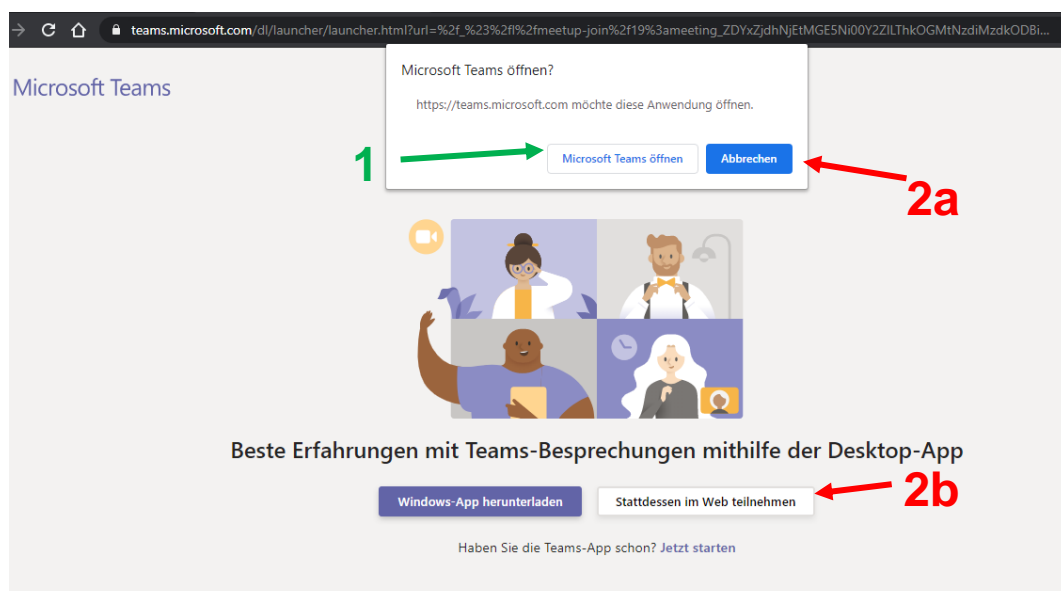 teams.microsoft.com/dl/launcher/launcher.html?url=%2f_%23%2fl%2fmeetup-join%2f19%3ameeting_ZDYxZjdhNjEtMGE5Ni00Y2ZlLThkOGMtNzdiMzdkODBi...
Microsoft Teams
Microsoft Teams öffnen?
https://teams.microsoft.com möchte diese Anwendung öffnen.
1
Microsoft Teams öffnen
Abbrechen
2a
Beste Erfahrungen mit Teams-Besprechungen mithilfe der Desktop-App
Windows-App herunterladen
Stattdessen im Web teilnehmen
2b
Haben Sie die Teams-App schon? Jetzt starten